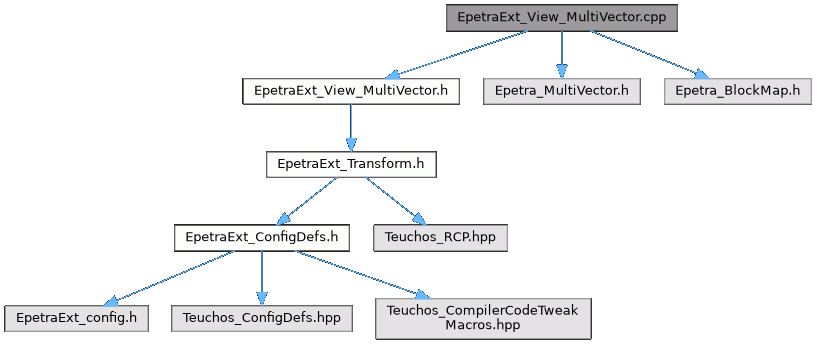 EpetraExt_View_MultiVector.cpp
EpetraExt_View_MultiVector.h
Epetra_MultiVector.h
Epetra_BlockMap.h
EpetraExt_Transform.h
EpetraExt_ConfigDefs.h
Teuchos_RCP.hpp
EpetraExt_config.h
Teuchos_ConfigDefs.hpp
Teuchos_CompilerCodeTweak
Macros.hpp